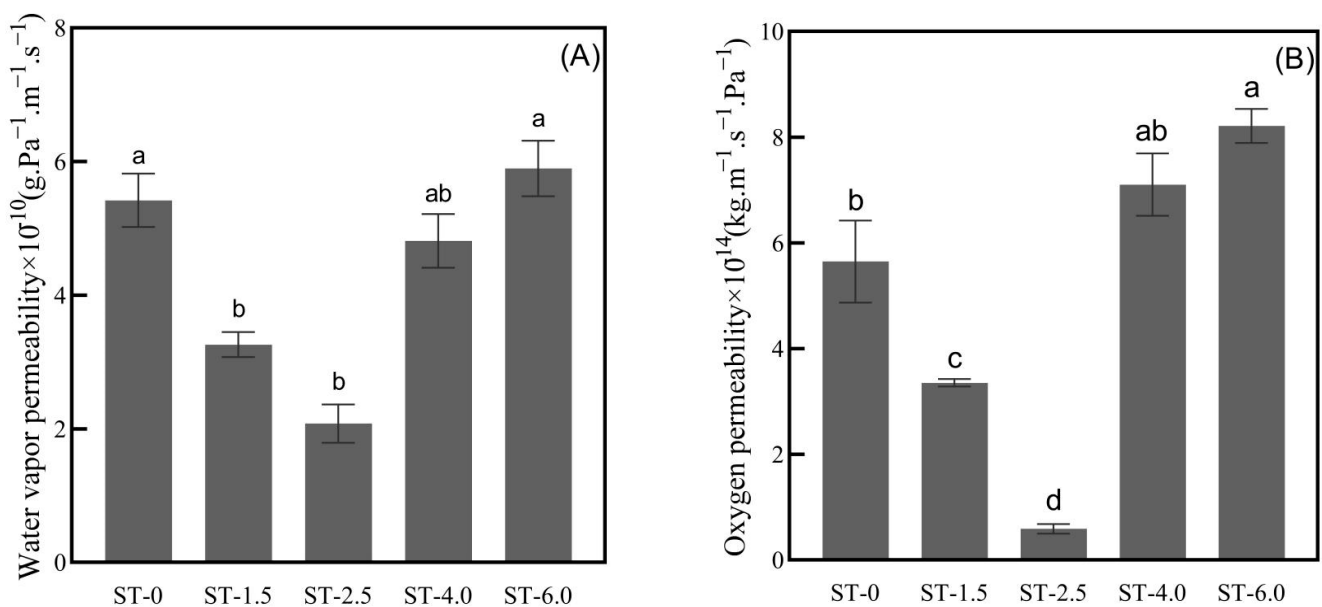 Water vapor permeability×10⁻¹⁰(g.Pa⁻¹.m⁻¹.s⁻¹)
8
6
4
2
0
(A)
a
b
b
ab
a
ST-0 ST-1.5 ST-2.5 ST-4.0 ST-6.0
Oxygen permeability×10⁻¹⁴(kg.m⁻¹.s⁻¹.Pa⁻¹)
10
8
6
4
2
0
(B)
b
c
d
ab
a
ST-0 ST-1.5 ST-2.5 ST-4.0 ST-6.0